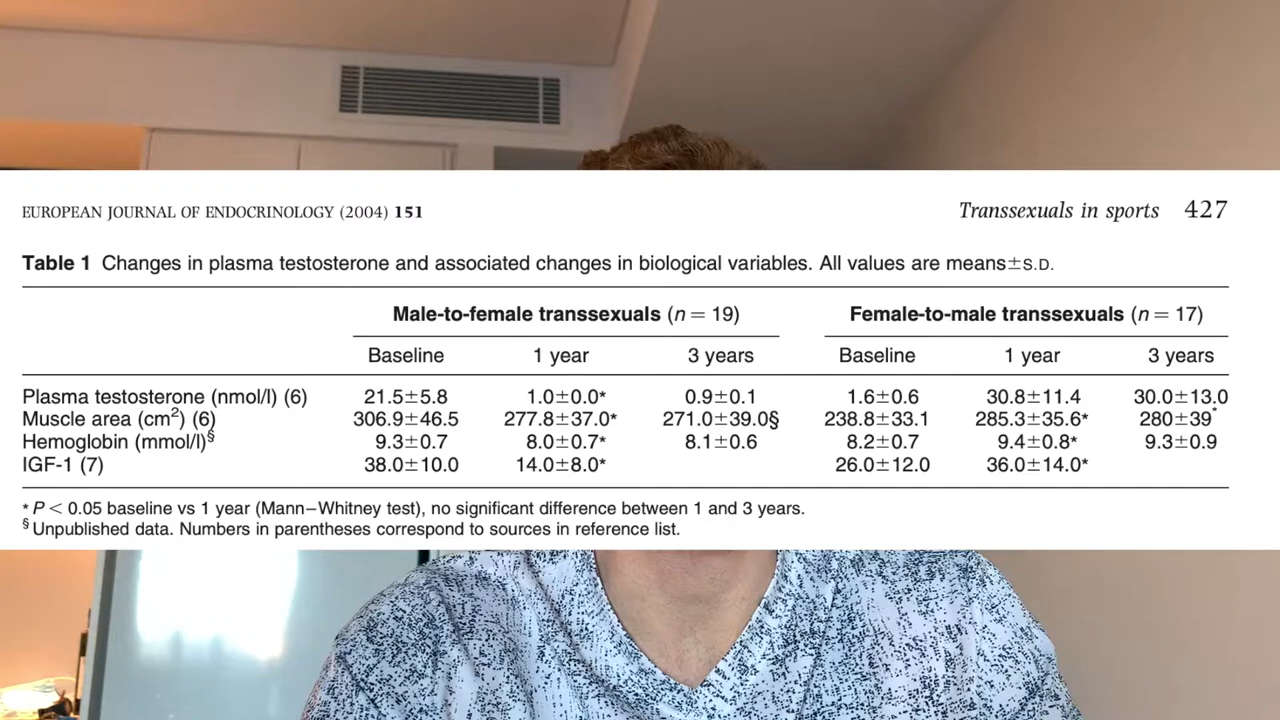 EUROPEAN JOURNAL OF ENDOCRINOLOGY (2004) 151 Transsexuals in sports 427
Table 1 Changes in plasma testosterone and associated changes in biological variables. All values are means±S.D.
Male-to-female transsexuals (n = 19) Female-to-male transsexuals (n = 17)
Baseline 1 year 3 years Baseline 1 year 3 years
Plasma testosterone (nmol/l) (6) 21.5±5.8 1.0±0.0* 0.9±0.1 1.6±0.6 30.8±11.4 30.0±13.0
Muscle area (cm²) (6) 306.9±46.5 277.8±37.0* 271.0±39.0§ 238.8±33.1 285.3±35.6* 280±39*
Hemoglobin (mmol/l)§ 9.3±0.7 8.0±0.7* 8.1±0.6 8.2±0.7 9.4±0.8* 9.3±0.9
IGF-1 (7) 38.0±10.0 14.0±8.0* 26.0±12.0 36.0±14.0*
* P < 0.05 baseline vs 1 year (Mann–Whitney test), no significant difference between 1 and 3 years.
§ Unpublished data. Numbers in parentheses correspond to sources in reference list.